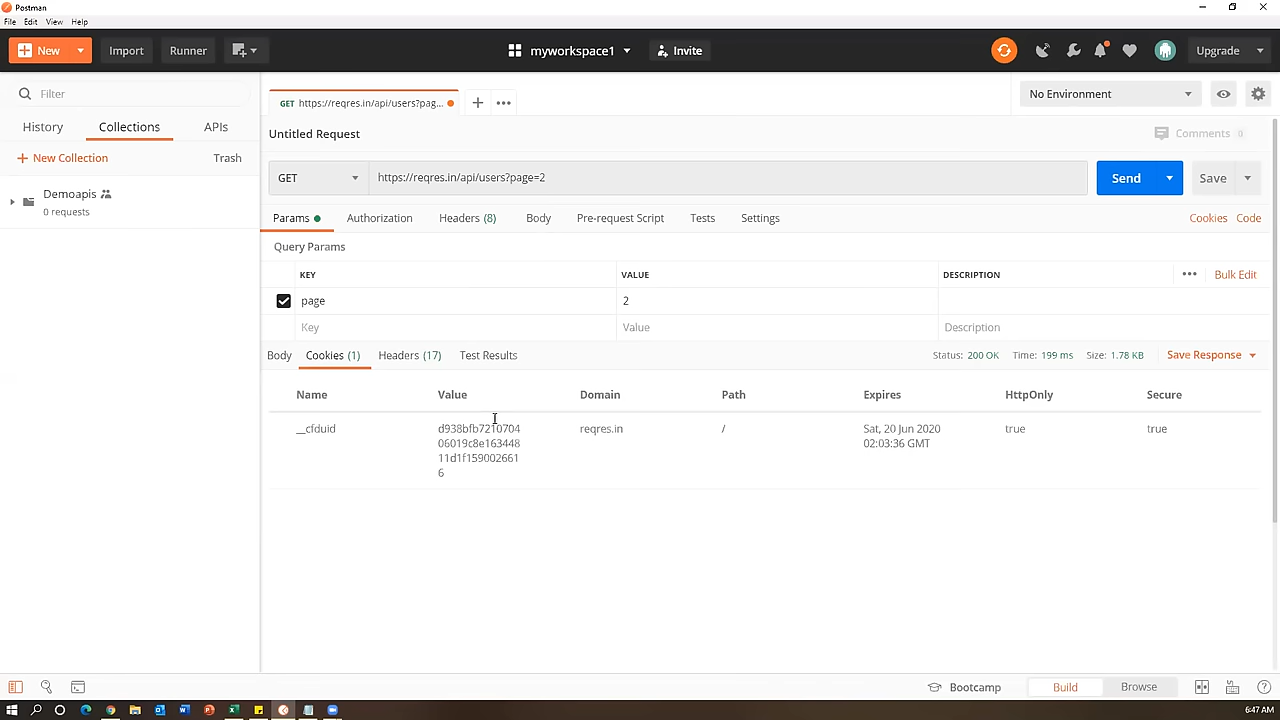 Postman
File Edit View Help
New Import Runner myworkspace1 Invite Upgrade
Filter
History Collections APIs
New Collection Trash
Demoapis
0 requests
GET https://reqres.in/api/users?pag...
No Environment
Untitled Request
Comments 0
GET https://reqres.in/api/users?page=2 Send Save
Params Authorization Headers (8) Body Pre-request Script Tests Settings Cookies Code
Query Params
KEY VALUE DESCRIPTION Bulk Edit
page 2
Key Value Description
Body Cookies (1) Headers (17) Test Results Status: 200 OK Time: 199 ms Size: 1.78 KB Save Response
Name Value Domain Path Expires HttpOnly Secure
__cfduid d938bfb7210704 reqres.in / Sat, 20 Jun 2020 true true
06019c8e163448 02:03:36 GMT
11d1f159002661
6
Bootcamp Build Browse
6:47 AM